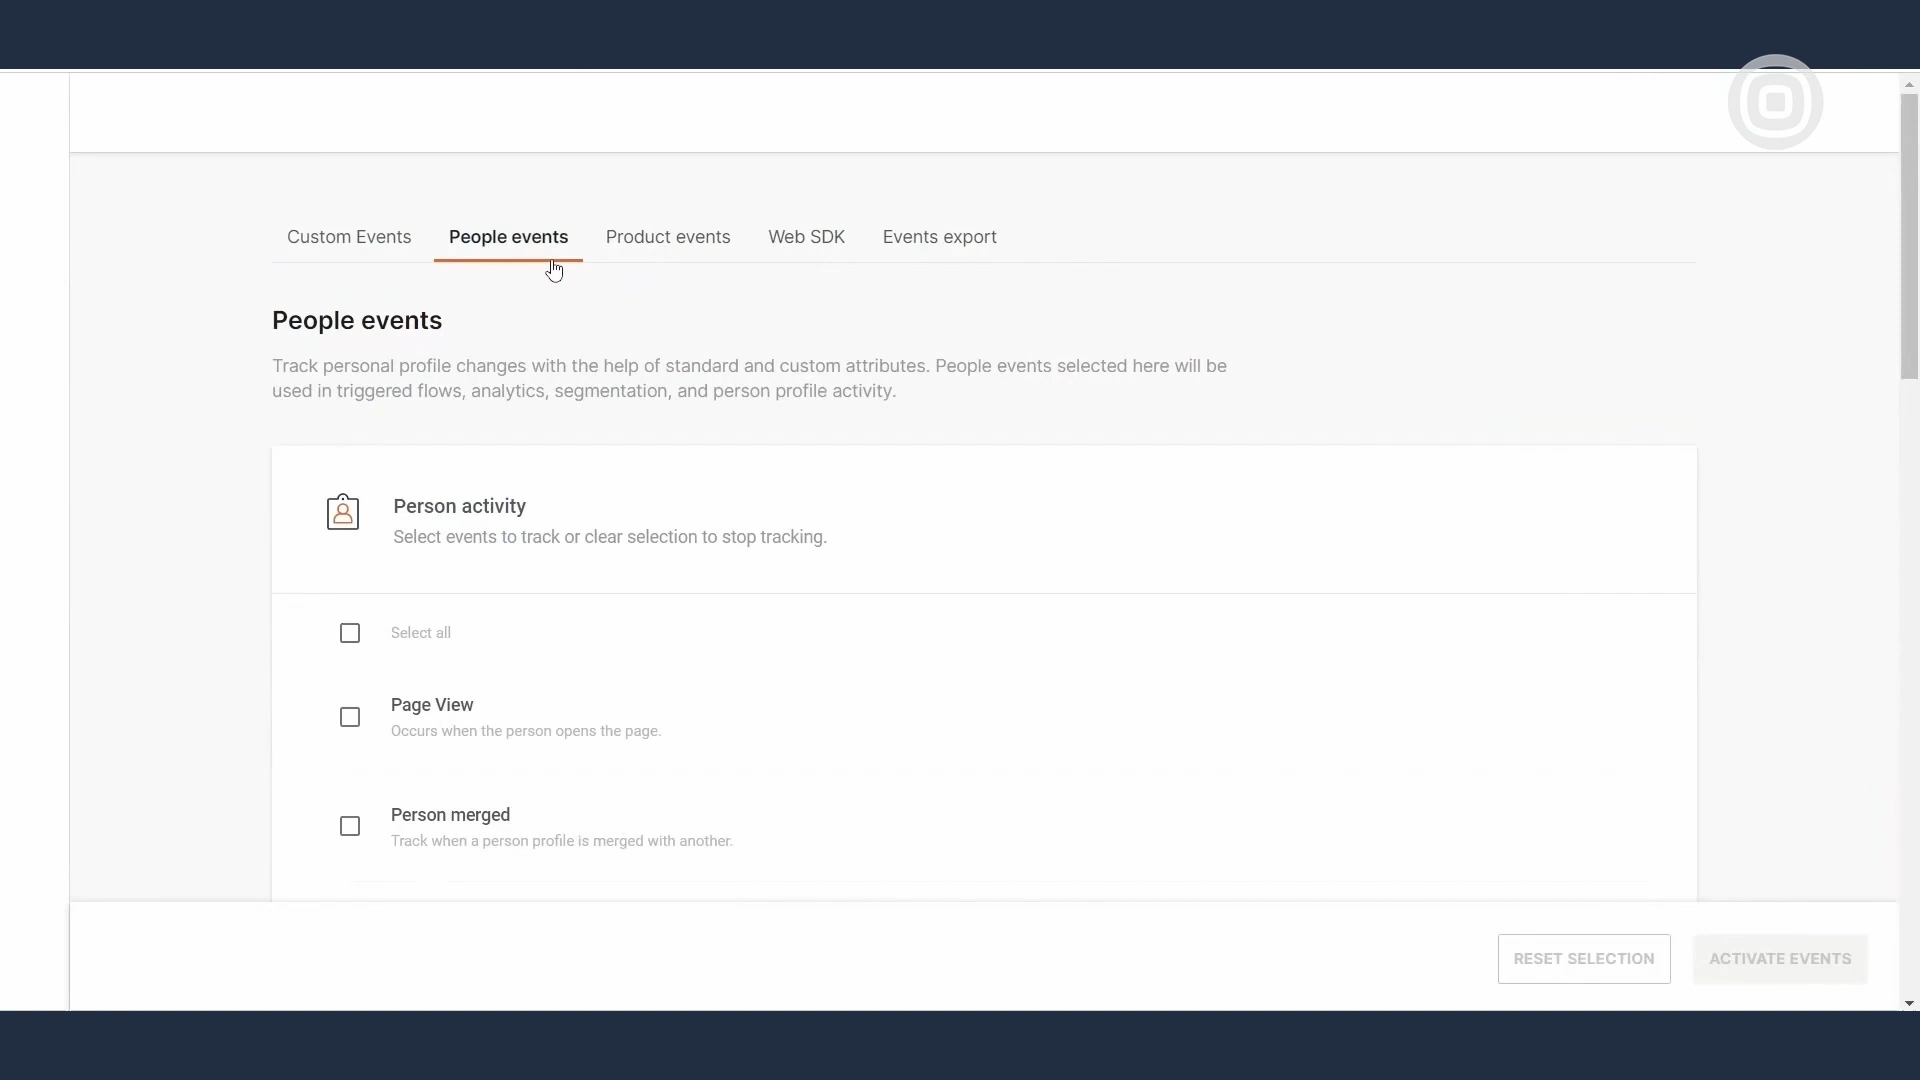 Custom Events
People events
Product events
Web SDK
Events export
People events
Track personal profile changes with the help of standard and custom attributes. People events selected here will be
used in triggered flows, analytics, segmentation, and person profile activity.
Person activity
Select events to track or clear selection to stop tracking.
Select all
Page View
Occurs when the person opens the page.
Person merged
Track when a person profile is merged with another.
RESET SELECTION
ACTIVATE EVENTS